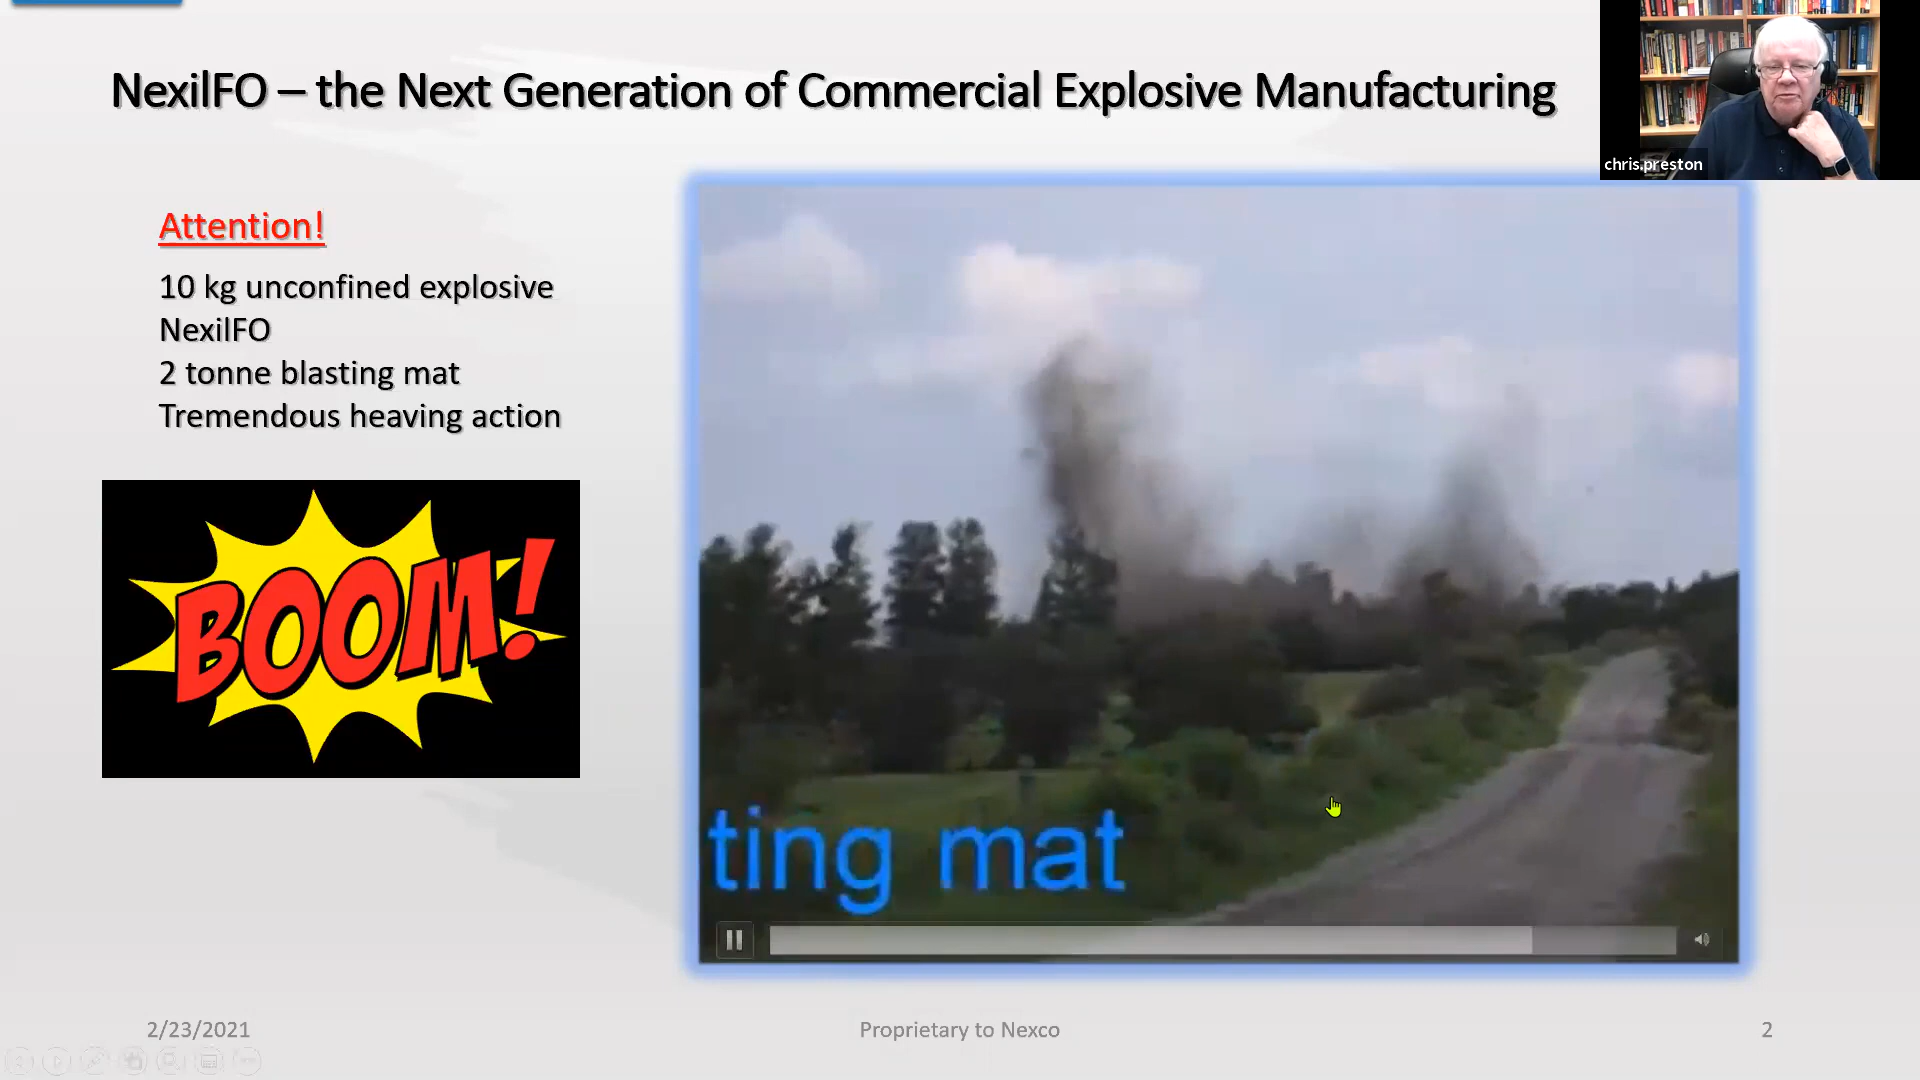 NexilFO – the Next Generation of Commercial Explosive Manufacturing
chris.preston
Attention!
10 kg unconfined explosive
NexilFO
2 tonne blasting mat
Tremendous heaving action
BOOM!
ting mat
2/23/2021
Proprietary to Nexco
2